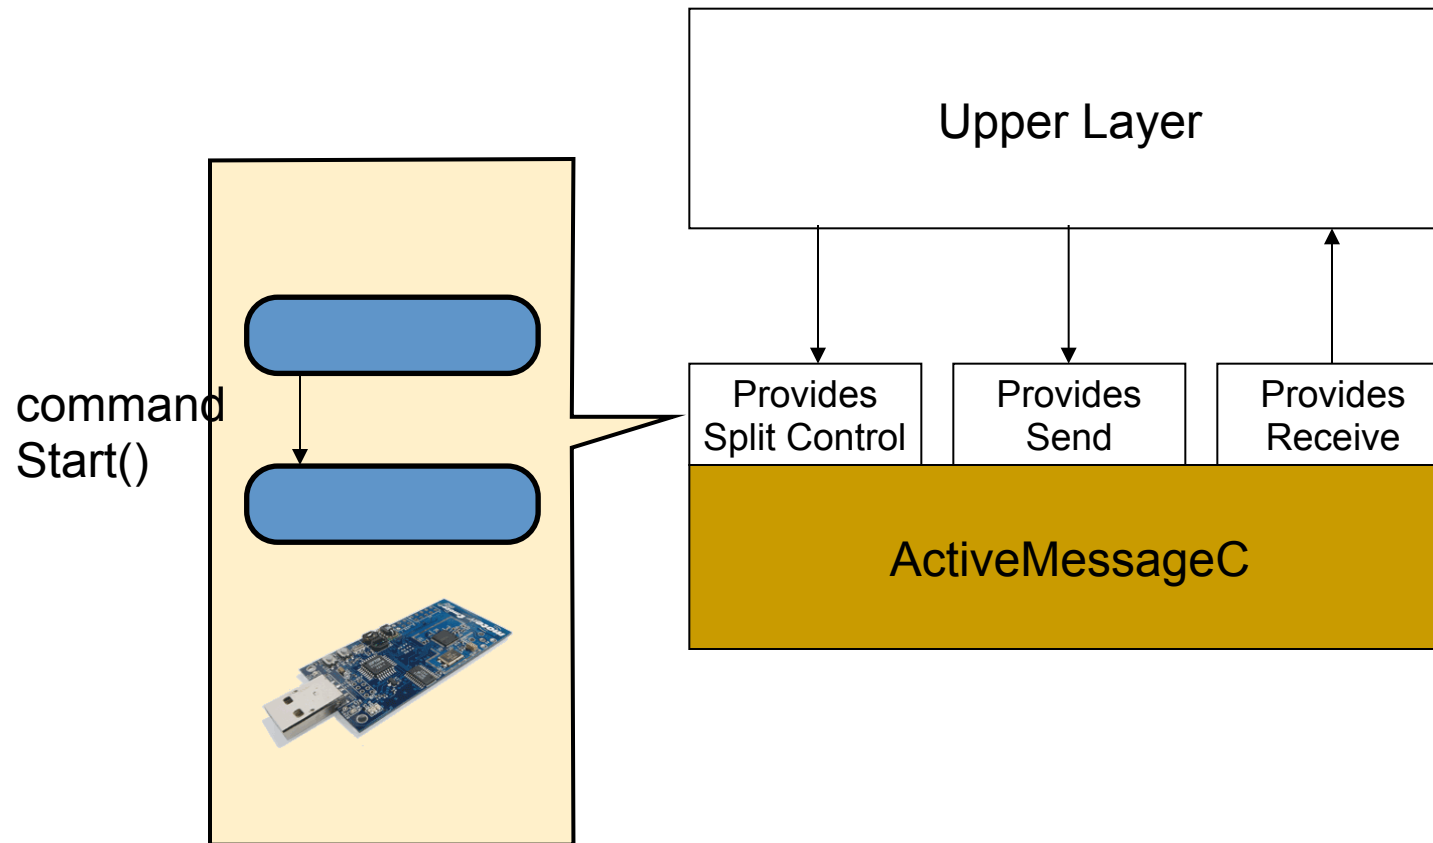 Upper Layer
command
Start()
Provides
Split Control
Provides
Send
Provides
Receive
ActiveMessageC